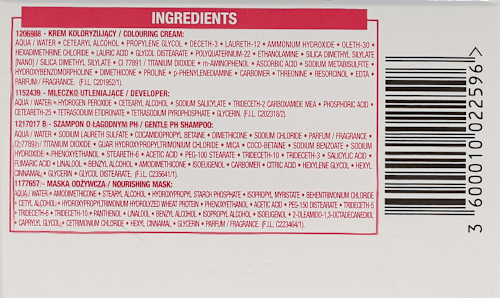 INGREDIENTS
1206988 - KREM KOLORYZUJĄCY / COLOURING CREAM:
AQUA / WATER • CETEARYL ALCOHOL • PROPYLENE GLYCOL • DECETH-3 • LAURETH-12 • AMMONIUM HYDROXIDE • OLETH-30 •
HEXADIMETHRINE CHLORIDE • LAURIC ACID • GLYCOL DISTEARATE • POLYQUATERNIUM-22 • ETHANOLAMINE • SILICA DIMETHYL SILYLATE
[NANO] / SILICA DIMETHYL SILYLATE • CI 77891 / TITANIUM DIOXIDE • m-AMINOPHENOL • ASCORBIC ACID • SODIUM METABISULFITE •
HYDROXYBENZOMORPHOLINE • DIMETHICONE • PROLINE • p-PHENYLENEDIAMINE • CARBOMER • THREONINE • RESORCINOL • EDTA •
PARFUM / FRAGRANCE. (F.I.L. C201952/1).
1152439 - MLECZKO UTLENIAJĄCE / DEVELOPER:
AQUA / WATER • HYDROGEN PEROXIDE • CETEARYL ALCOHOL • SODIUM SALICYLATE • TRIDECETH-2 CARBOXAMIDE MEA • PHOSPHORIC ACID •
CETEARETH-25 • TETRASODIUM ETIDRONATE • TETRASODIUM PYROPHOSPHATE • GLYCERIN. (F.I.L. C202318/2).
1217017 B - SZAMPON O ŁAGODNYM PH / GENTLE PH SHAMPOO:
AQUA / WATER • SODIUM LAURETH SULFATE • COCAMIDOPROPYL BETAINE • DIMETHICONE • SODIUM CHLORIDE • PARFUM / FRAGRANCE •
CI 77891 / TITANIUM DIOXIDE • GUAR HYDROXYPROPYLTRIMONIUM CHLORIDE • MICA • COCO-BETAINE • SODIUM BENZOATE • SODIUM
HYDROXIDE • PHENOXYETHANOL • STEARETH-6 • ACETIC ACID • PEG-100 STEARATE • TRIDECETH-10 • TRIDECETH-3 • SALICYLIC ACID •
FUMARIC ACID • LINALOOL • BENZYL ALCOHOL • AMODIMETHICONE • ISOEUGENOL • CARBOMER • CITRIC ACID • HEXYLENE GLYCOL • HEXYL
CINNAMAL • GLYCERIN • GLYCOL DISTEARATE. (F.I.L. C235641/1).
1177657 - MASKA ODŻYWCZA / NOURISHING MASK:
AQUA / WATER • AMODIMETHICONE • STEARYL ALCOHOL • HYDROXYPROPYL STARCH PHOSPHATE • ISOPROPYL MYRISTATE • BEHENTRIMONIUM CHLORIDE
• CETYL ALCOHOL • HYDROXYPROPYLTRIMONIUM HYDROLYZED WHEAT PROTEIN • PHENOXYETHANOL • ACETIC ACID • PEG-150 DISTEARATE • TRIDECETH-5
• TRIDECETH-6 • TRIDECETH-10 • PANTHENOL • LINALOOL • BENZYL ALCOHOL • ISOPROPYL ALCOHOL • ISOEUGENOL • 2-OLEAMIDO-1,3-OCTADECANEDIOL
• CAPRYLYL GLYCOL • CETRIMONIUM CHLORIDE • HEXYL CINNAMAL • GLYCERIN • PARFUM / FRAGRANCE. (F.I.L. C223464/1).
3 600010 022596 >